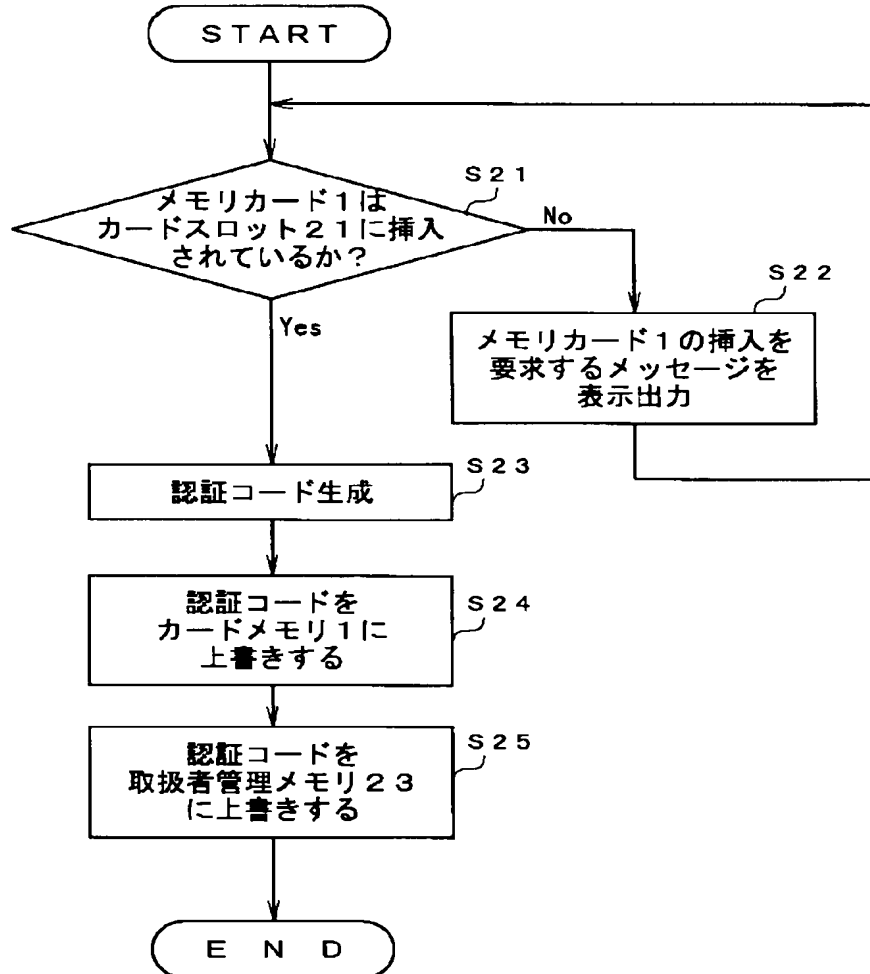 START
S21
メモリカード1は
カードスロット21に挿入
されているか?
No
Yes
S22
メモリカード1の挿入を
要求するメッセージを
表示出力
S23
認証コード生成
S24
認証コードを
カードメモリ1に
上書きする
S25
認証コードを
取扱者管理メモリ23
に上書きする
END